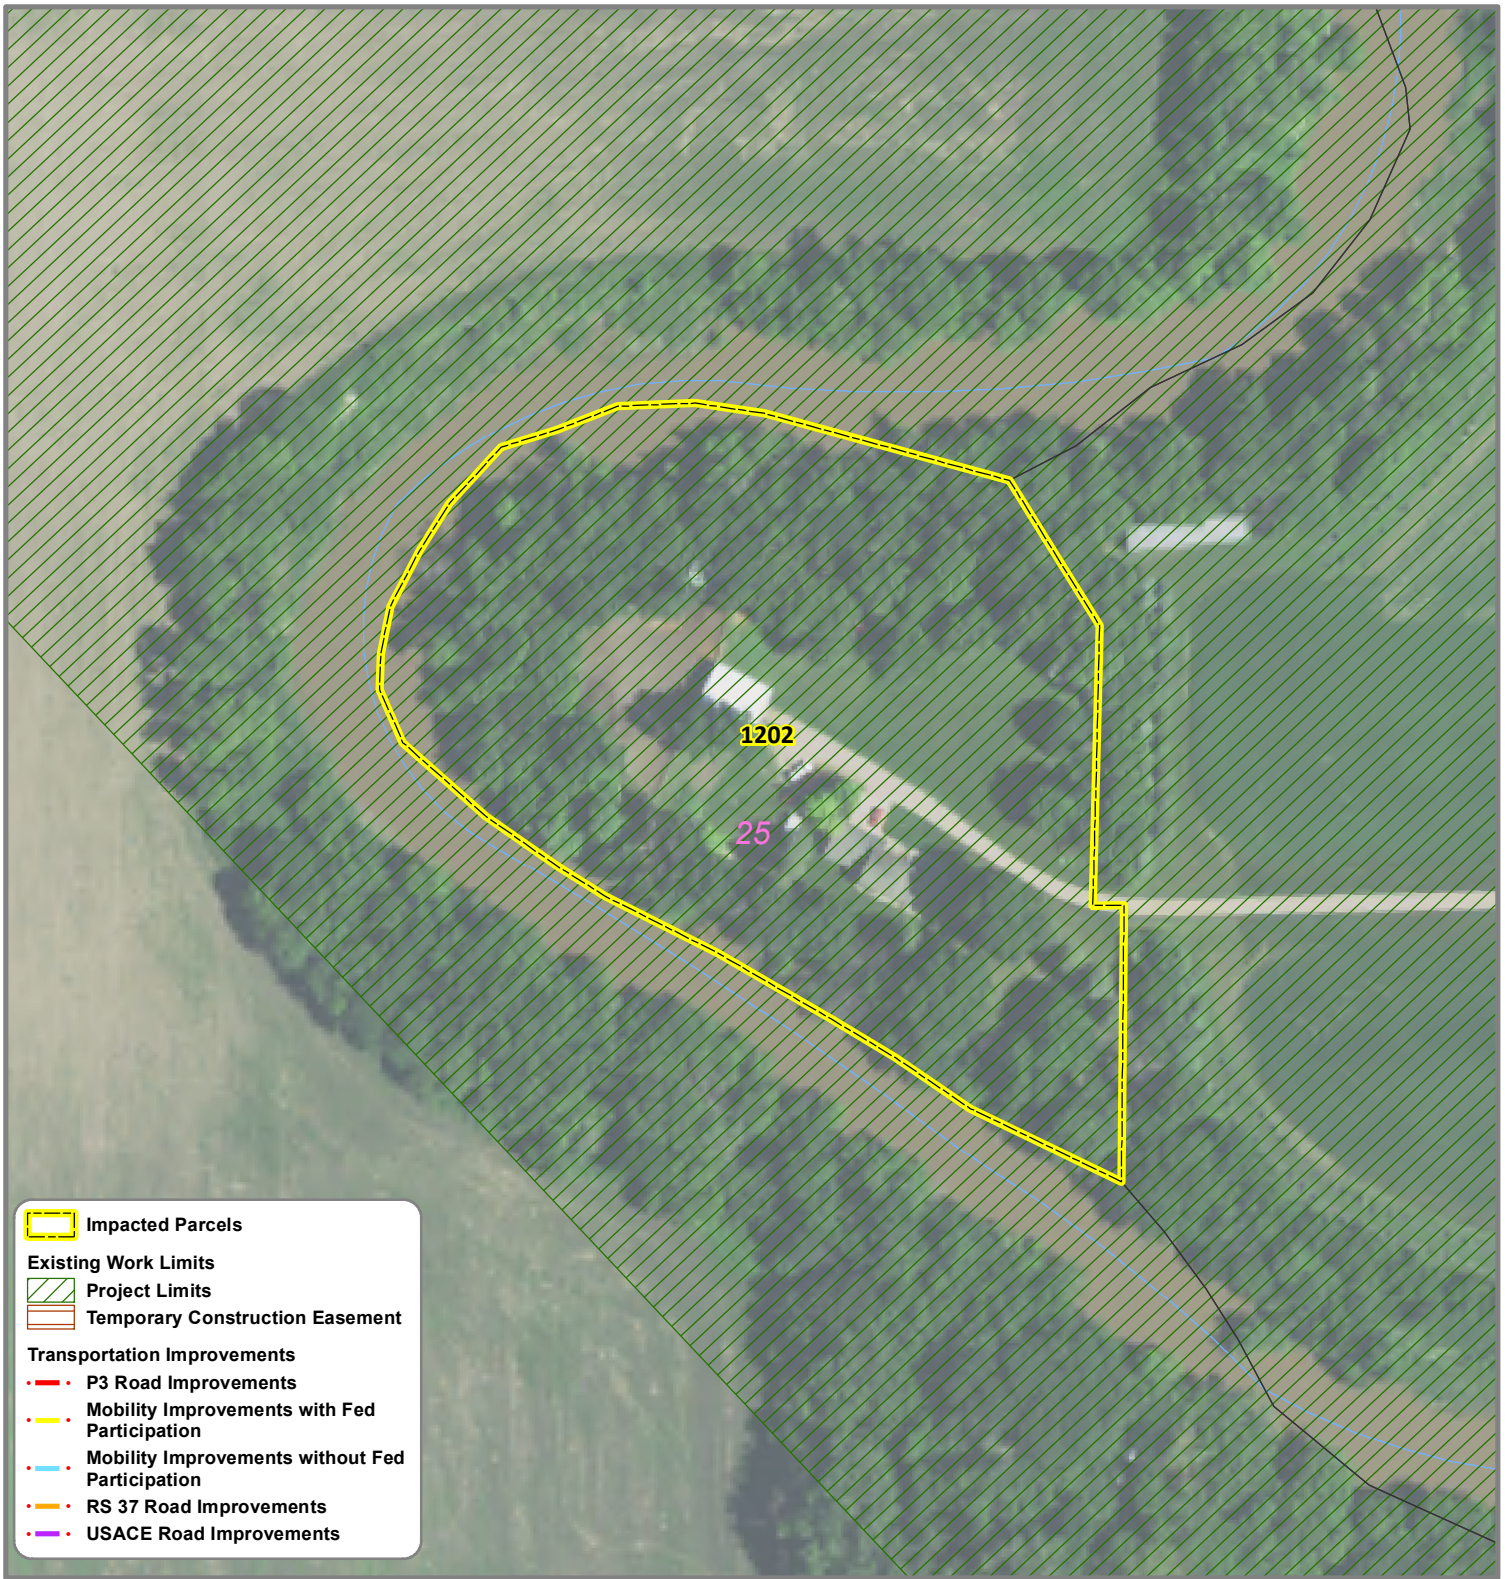 1202
25
Impacted Parcels
Existing Work Limits
Project Limits
Temporary Construction Easement
Transportation Improvements
P3 Road Improvements
Mobility Improvements with Fed
Participation
Mobility Improvements without Fed
Participation
RS 37 Road Improvements
USACE Road Improvements